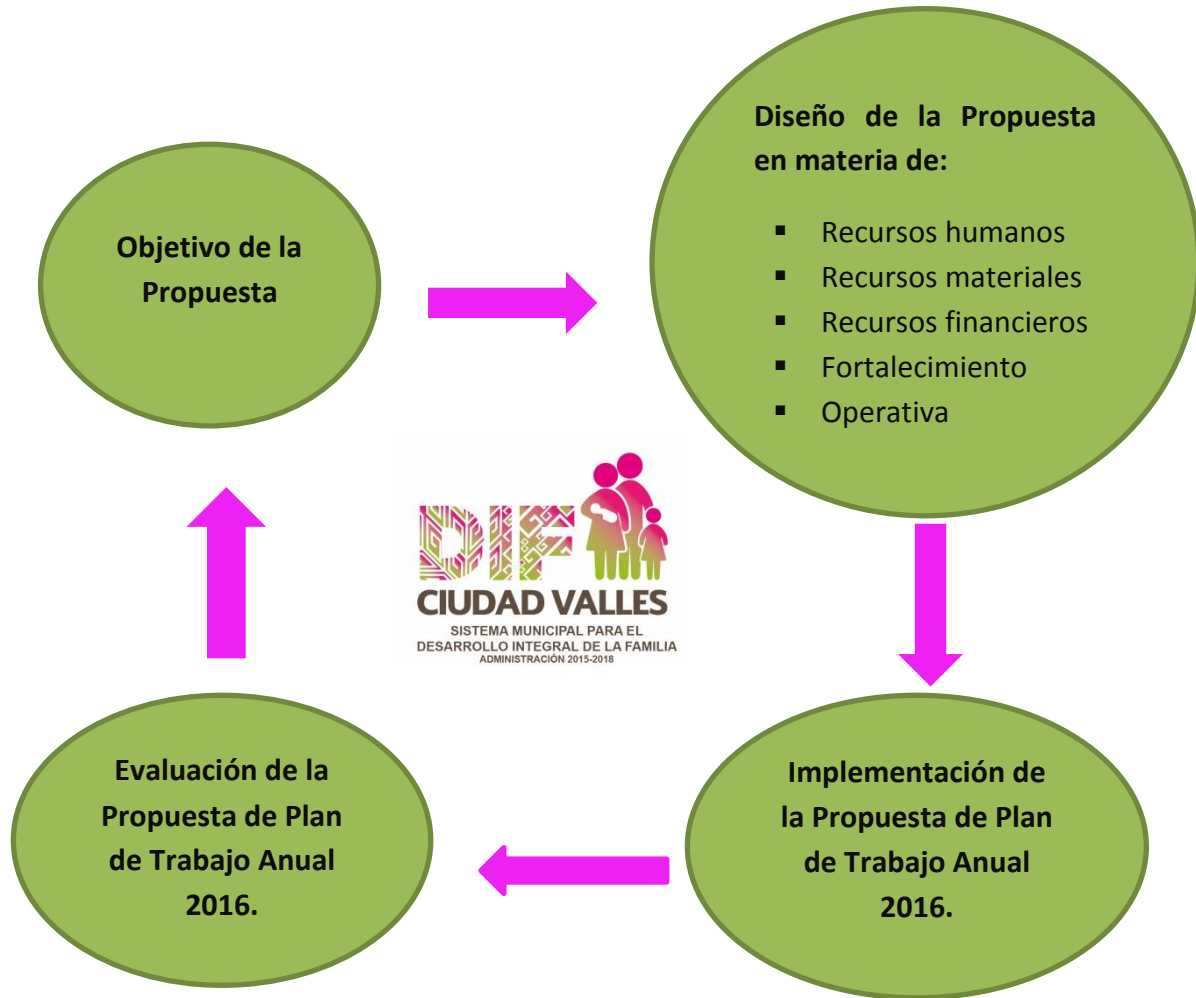 Objetivo de la
Propuesta
Diseño de la Propuesta
en materia de:
▪ Recursos humanos
▪ Recursos materiales
▪ Recursos financieros
▪ Fortalecimiento
▪ Operativa
DIF
CIUDAD VALLES
SISTEMA MUNICIPAL PARA EL
DESARROLLO INTEGRAL DE LA FAMILIA
ADMINISTRACIÓN 2015-2018
Evaluación de la
Propuesta de Plan
de Trabajo Anual
2016.
Implementación de
la Propuesta de Plan
de Trabajo Anual
2016.